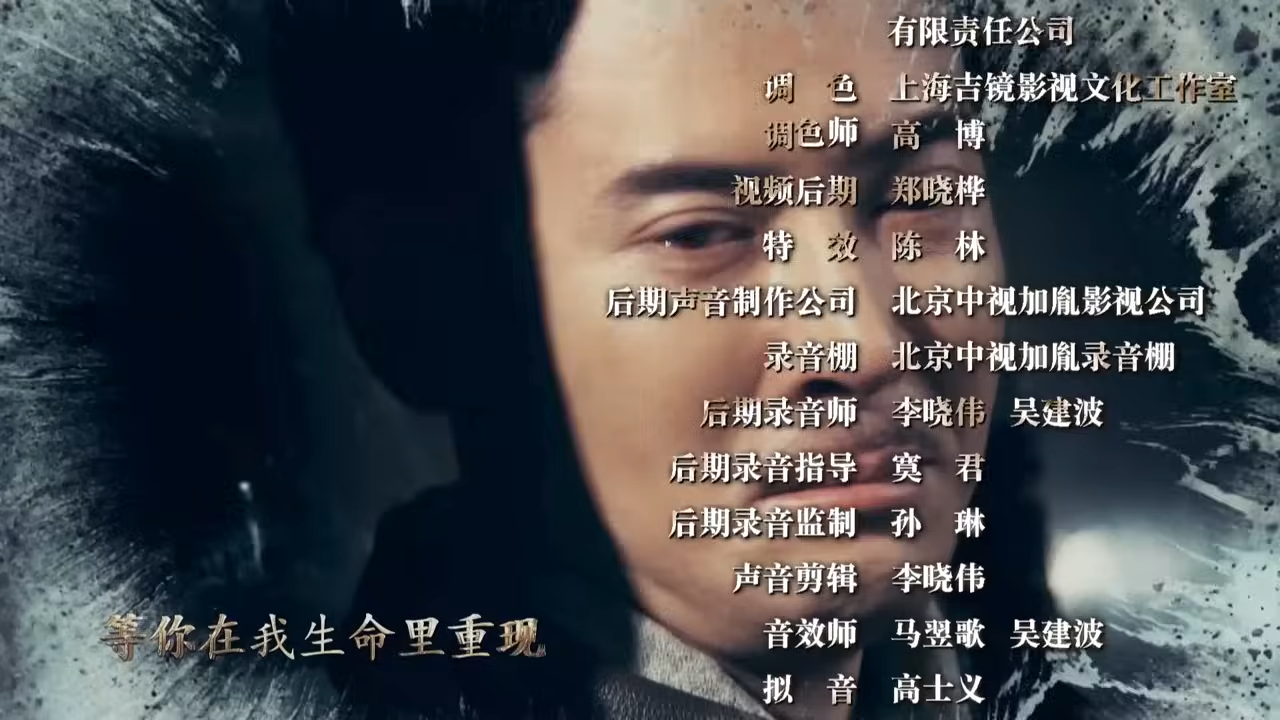 有限责任公司
调 色 上海吉镜影视文化工作室
调色师 高 博
视频后期 郑晓桦
特 效 陈 林
后期声音制作公司 北京中视加胤影视公司
录音棚 北京中视加胤录音棚
后期录音师 李晓伟 吴建波
后期录音指导 寞 君
后期录音监制 孙 琳
声音剪辑 李晓伟
音效师 马翌歌 吴建波
拟 音 高士义
等你在我生命里重现